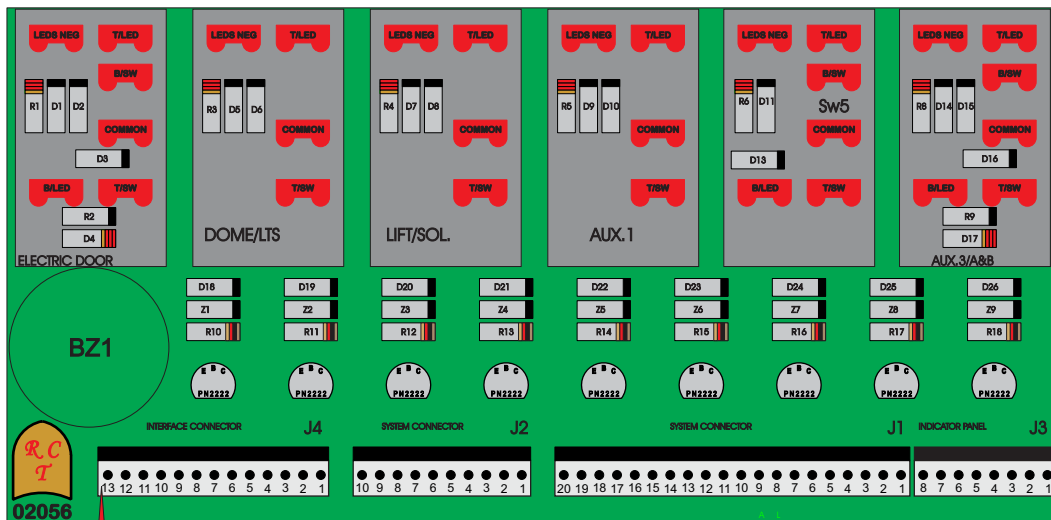 LEDS NEG T/LED LEDS NEG T/LED LEDS NEG T/LED LEDS NEG T/LED LEDS NEG T/LED LEDS NEG T/LED
B/SW B/SW B/SW
R1 D1 D2 R3 D5 D6 R4 D7 D8 R5 D9 D10 R6 D11 Sw5 R8 D14 D15
COMMON COMMON COMMON COMMON COMMON COMMON
D3 D13 D16
B/LED T/SW T/SW T/SW T/SW B/LED T/SW B/LED T/SW
R2 R9
D4 DOME/LTS LIFT/SOL. AUX.1 D17
ELECTRIC DOOR AUX.3/A&B
D18 D19 D20 D21 D22 D23 D24 D25 D26
Z1 Z2 Z3 Z4 Z5 Z6 Z7 Z8 Z9
R10 R11 R12 R13 R14 R15 R16 R17 R18
BZ1
E B C E B C E B C E B C E B C E B C E B C E B C E B C
PN2222 PN2222 PN2222 PN2222 PN2222 PN2222 PN2222 PN2222 PN2222
INTERFACE CONNECTOR J4 SYSTEM CONNECTOR J2 SYSTEM CONNECTOR J1 INDICATOR PANEL J3
R C
T
13 12 11 10 9 8 7 6 5 4 3 2 1 10 9 8 7 6 5 4 3 2 1 20 19 18 17 16 15 14 13 12 11 10 9 8 7 6 5 4 3 2 1 8 7 6 5 4 3 2 1
02056 A L